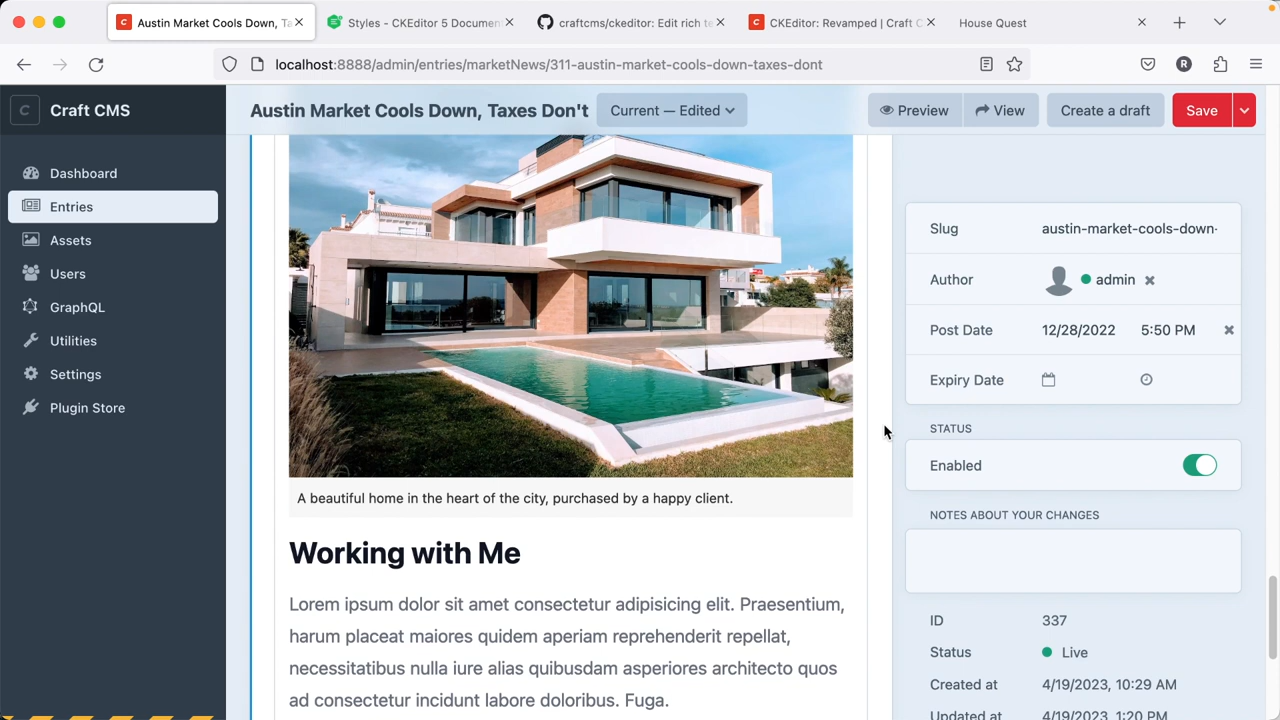 Austin Market Cools Down, Ta
Styles - CKEditor 5 Documen
craftcms/ckeditor: Edit rich te
CKEditor: Revamped | Craft C
House Quest
localhost:8888/admin/entries/marketNews/311-austin-market-cools-down-taxes-dont
R
C
Craft CMS
Austin Market Cools Down, Taxes Don't
Current — Edited
Preview
View
Create a draft
Save
Dashboard
Entries
Assets
Users
GraphQL
Utilities
Settings
Plugin Store
A beautiful home in the heart of the city, purchased by a happy client.
Working with Me
Lorem ipsum dolor sit amet consectetur adipisicing elit. Praesentium,
harum placeat maiores quidem aperiam reprehenderit repellat,
necessitatibus nulla iure alias quibusdam asperiores architecto quos
ad consectetur incidunt labore doloribus. Fuga.
Slug austin-market-cools-down-
Author admin
Post Date 12/28/2022 5:50 PM
Expiry Date
STATUS
Enabled
NOTES ABOUT YOUR CHANGES
ID 337
Status Live
Created at 4/19/2023, 10:29 AM
Updated at 4/19/2023, 1:20 PM